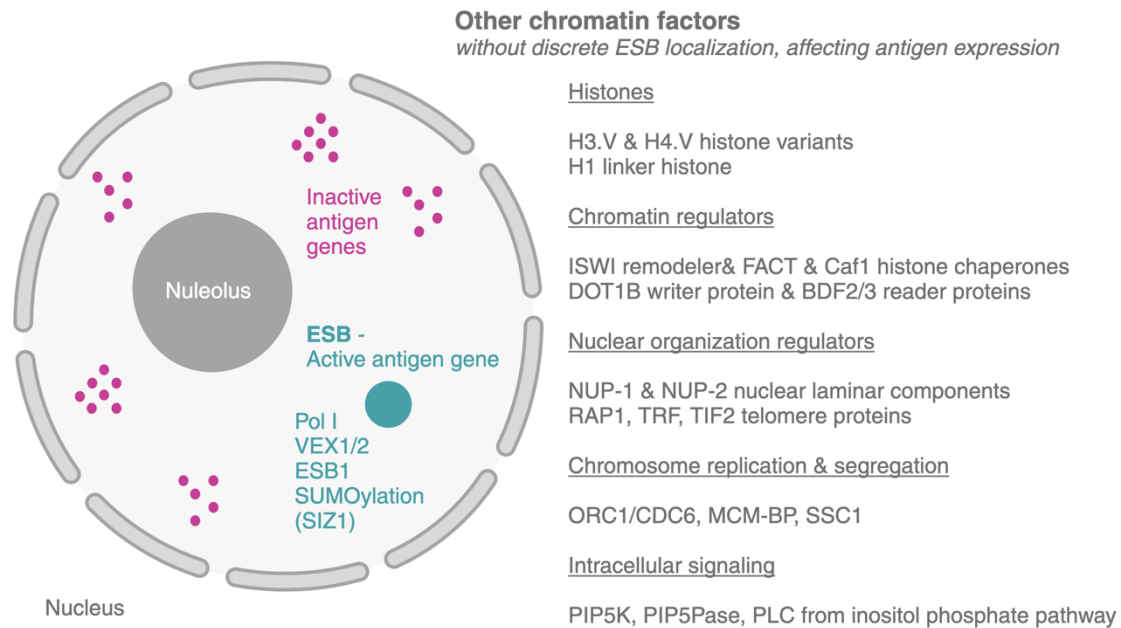 Other chromatin factors
without discrete ESB localization, affecting antigen expression
Histones
H3.V & H4.V histone variants
H1 linker histone
Chromatin regulators
ISWI remodeler& FACT & Caf1 histone chaperones
DOT1B writer protein & BDF2/3 reader proteins
Nuclear organization regulators
NUP-1 & NUP-2 nuclear laminar components
RAP1, TRF, TIF2 telomere proteins
Chromosome replication & segregation
ORC1/CDC6, MCM-BP, SSC1
Intracellular signaling
PIP5K, PIP5Pase, PLC from inositol phosphate pathway
Inactive
antigen
genes
Nuleolus
ESB -
Active antigen gene
Pol I
VEX1/2
ESB1
SUMOylation
(SIZ1)
Nucleus